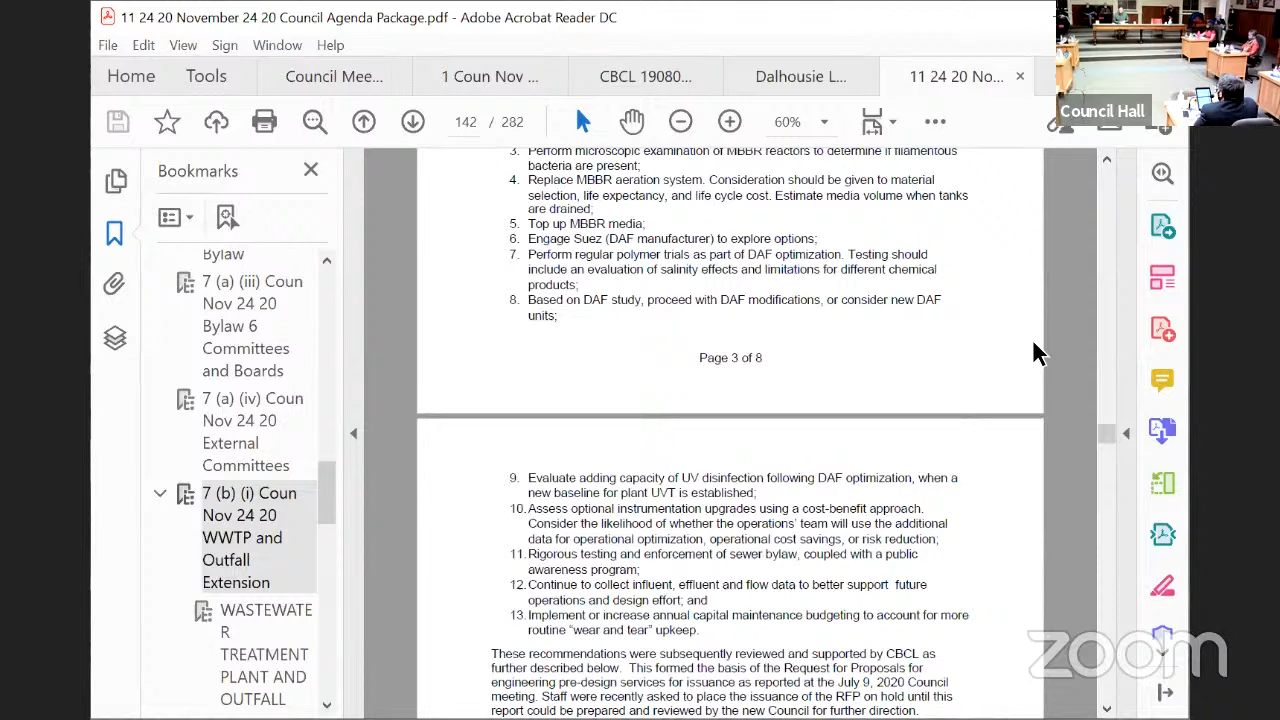 11 24 20 November 24 20 Council Agenda Package.pdf - Adobe Acrobat Reader DC
File Edit View Sign Window Help
Home Tools Council Mee... 1 Coun Nov ... CBCL 19080... Dalhousie L... 11 24 20 No... ×
Council Hall
142 / 282 60%
Bookmarks
Bylaw
7 (a) (iii) Coun
Nov 24 20
Bylaw 6
Committees
and Boards
7 (a) (iv) Coun
Nov 24 20
External
Committees
7 (b) (i) Coun
Nov 24 20
WWTP and
Outfall
Extension
WASTEWATE
R
TREATMENT
PLANT AND
OUTFALL
3. Perform microscopic examination of MBBR reactors to determine if filamentous
bacteria are present;
4. Replace MBBR aeration system. Consideration should be given to material
selection, life expectancy, and life cycle cost. Estimate media volume when tanks
are drained;
5. Top up MBBR media;
6. Engage Suez (DAF manufacturer) to explore options;
7. Perform regular polymer trials as part of DAF optimization. Testing should
include an evaluation of salinity effects and limitations for different chemical
products;
8. Based on DAF study, proceed with DAF modifications, or consider new DAF
units;
Page 3 of 8
9. Evaluate adding capacity of UV disinfection following DAF optimization, when a
new baseline for plant UVT is established;
10. Assess optional instrumentation upgrades using a cost-benefit approach.
Consider the likelihood of whether the operations' team will use the additional
data for operational optimization, operational cost savings, or risk reduction;
11. Rigorous testing and enforcement of sewer bylaw, coupled with a public
awareness program;
12. Continue to collect influent, effluent and flow data to better support future
operations and design effort; and
13. Implement or increase annual capital maintenance budgeting to account for more
routine “wear and tear” upkeep.
These recommendations were subsequently reviewed and supported by CBCL as
further described below. This formed the basis of the Request for Proposals for
engineering pre-design services for issuance as reported at the July 9, 2020 Council
meeting. Staff were recently asked to place the issuance of the RFP on hold until this
report could be prepared and reviewed by the new Council for further direction.
zoom